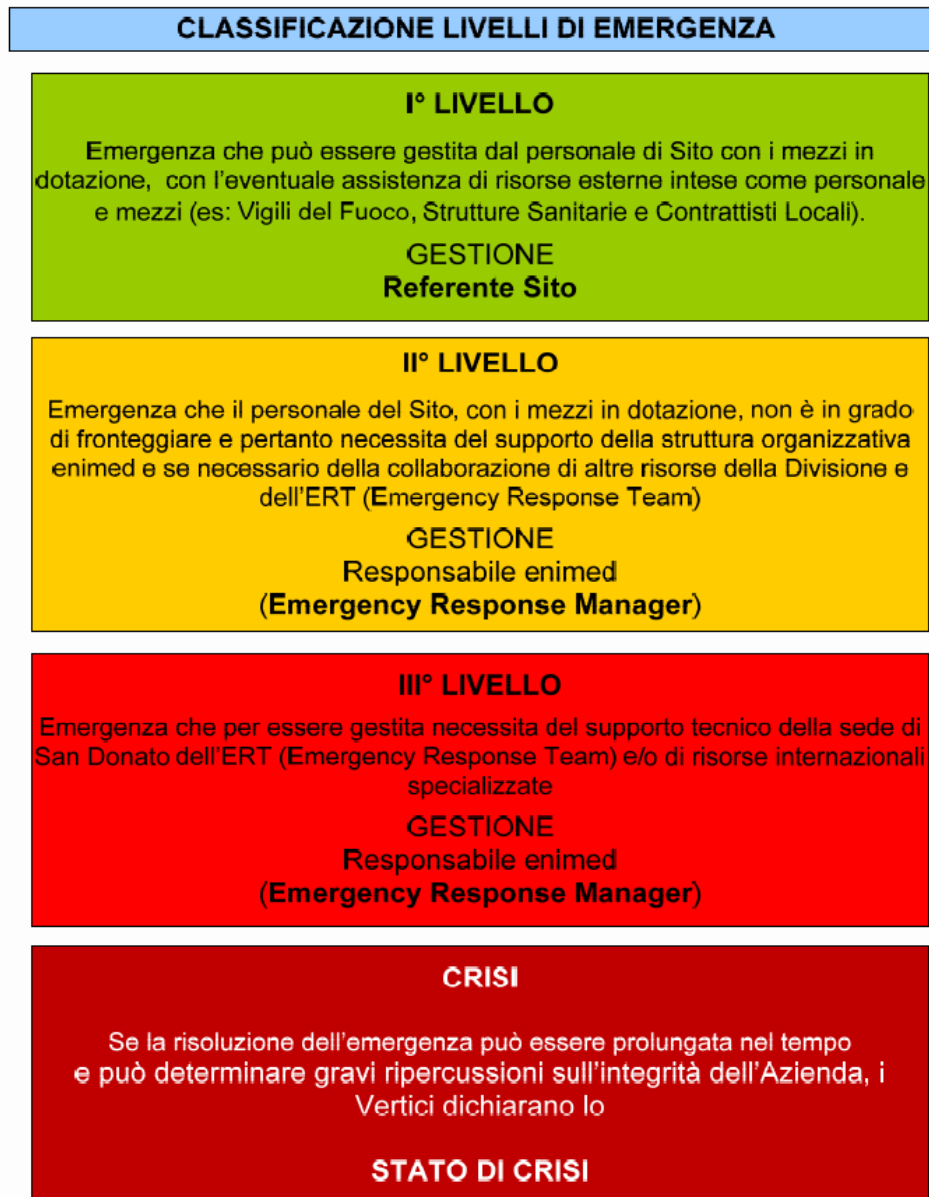 CLASSIFICAZIONE LIVELLI DI EMERGENZA
I° LIVELLO
Emergenza che può essere gestita dal personale di Sito con i mezzi in
dotazione, con l'eventuale assistenza di risorse esterne intese come personale
e mezzi (es: Vigili del Fuoco, Strutture Sanitarie e Contrattisti Locali).
GESTIONE
Referente Sito
II° LIVELLO
Emergenza che il personale del Sito, con i mezzi in dotazione, non è in grado
di fronteggiare e pertanto necessita del supporto della struttura organizzativa
enimed e se necessario della collaborazione di altre risorse della Divisione e
dell'ERT (Emergency Response Team)
GESTIONE
Responsabile enimed
(Emergency Response Manager)
III° LIVELLO
Emergenza che per essere gestita necessita del supporto tecnico della sede di
San Donato dell'ERT (Emergency Response Team) e/o di risorse internazionali
specializzate
GESTIONE
Responsabile enimed
(Emergency Response Manager)
CRISI
Se la risoluzione dell'emergenza può essere prolungata nel tempo
e può determinare gravi ripercussioni sull'integrità dell'Azienda, i
Vertici dichiarano lo
STATO DI CRISI